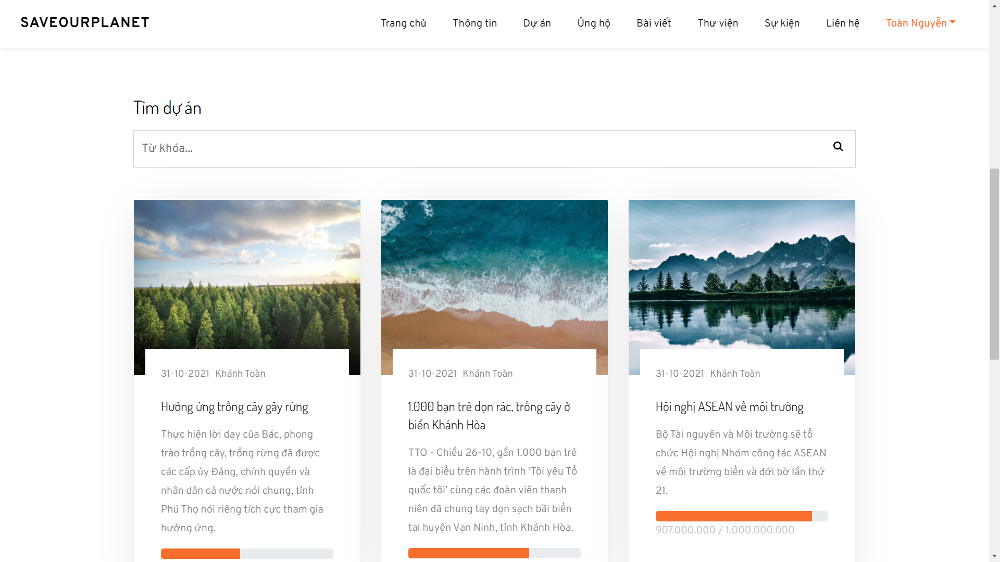 SAVEOURPLANET
Trang chủ
Thông tin
Dự án
Ủng hộ
Bài viết
Thư viện
Sự kiện
Liên hệ
Toàn Nguyễn
Tìm dự án
Từ khóa...
31-10-2021 Khánh Toàn
Hưởng ứng trồng cây gây rừng
Thực hiện lời dạy của Bác, phong
trào trồng cây, trồng rừng đã được
các cấp ủy Đảng, chính quyền và
nhân dân cả nước nói chung, tỉnh
Phú Thọ nói riêng tích cực tham gia
hưởng ứng.
31-10-2021 Khánh Toàn
1.000 bạn trẻ dọn rác, trồng cây ở
biển Khánh Hòa
TTO - Chiều 26-10, gần 1.000 bạn trẻ
là đại biểu trên hành trình ‘Tôi yêu Tổ
quốc tôi’ cùng các đoàn viên thanh
niên đã chung tay dọn sạch bãi biển
tại huyện Vạn Ninh, tỉnh Khánh Hòa.
31-10-2021 Khánh Toàn
Hội nghị ASEAN về môi trường
Bộ Tài nguyên và Môi trường sẽ tổ
chức Hội nghị Nhóm công tác ASEAN
về môi trường biển và đới bờ lần thứ
21.
907.000.000 / 1.000.000.000